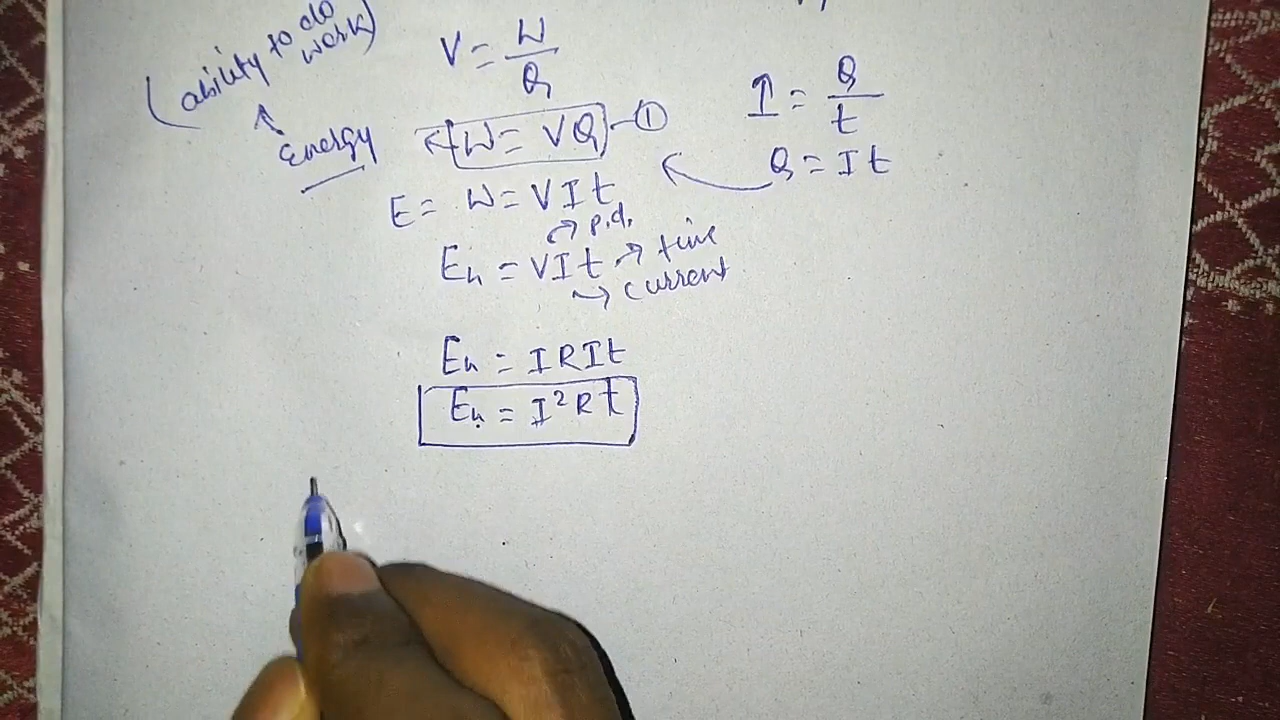 (ability to do
work)
↑
Energy
V = W/Q
W = VQ - ①
I = Q/t
Q = It
E = W = VIt
→ p.d.
Eh = VIt → time
→ current
Eh = IRIt
Eh = I²Rt